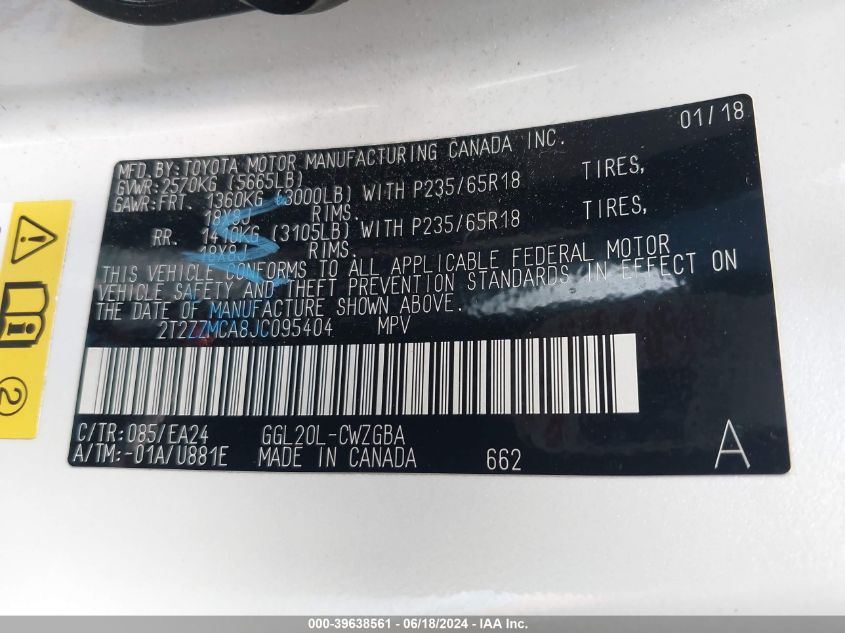 01/18
MFD. BY: TOYOTA MOTOR MANUFACTURING CANADA INC.
GVWR: 2570KG (5665LB)
GAWR: FRT. 1360KG (3000LB) WITH P235/65R18 TIRES,
18X8J RIMS.
RR. 1410KG (3105LB) WITH P235/65R18 TIRES,
18X8J RIMS.
THIS VEHICLE CONFORMS TO ALL APPLICABLE FEDERAL MOTOR
VEHICLE SAFETY AND THEFT PREVENTION STANDARDS IN EFFECT ON
THE DATE OF MANUFACTURE SHOWN ABOVE.
2T2ZZMCA8JC095404 MPV
C/TR: 085/EA24 GGL20L-CWZGBA
A/TM: -01A/U881E MADE IN CANADA 662 A
2
000-39638561 - 06/18/2024 - IAA Inc.